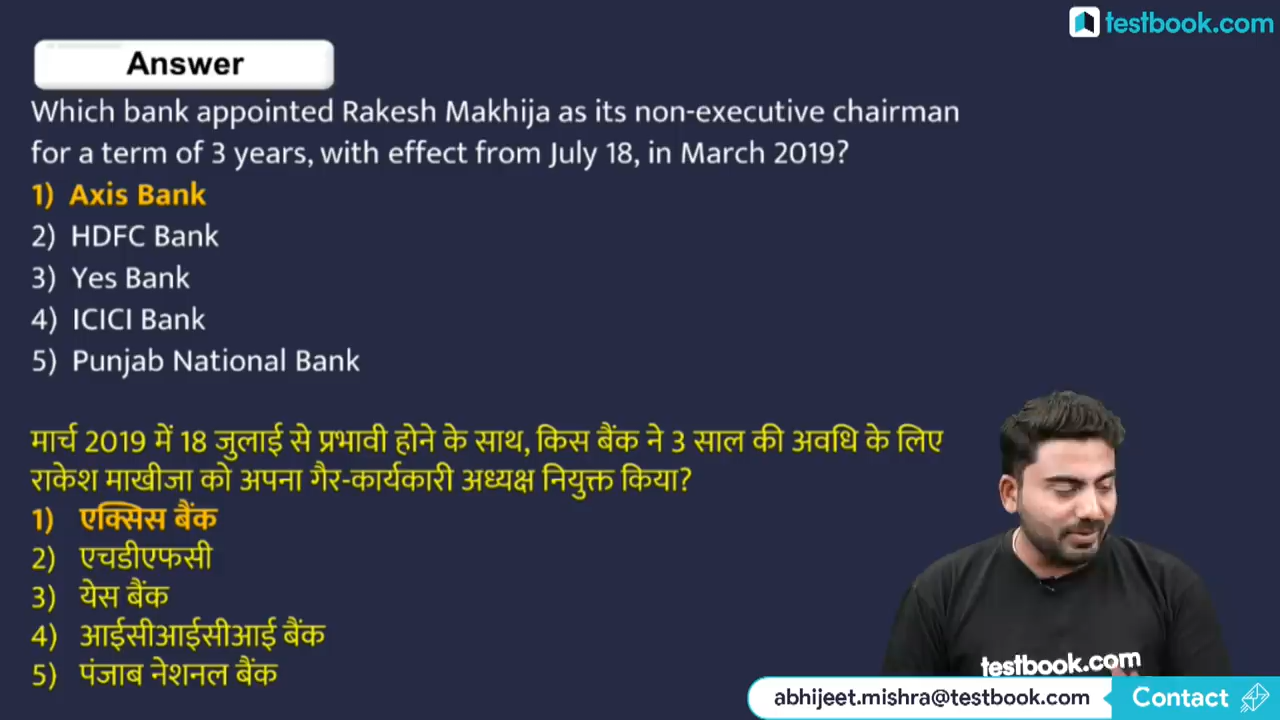 testbook.com
Answer
Which bank appointed Rakesh Makhija as its non-executive chairman
for a term of 3 years, with effect from July 18, in March 2019?
1) Axis Bank
2) HDFC Bank
3) Yes Bank
4) ICICI Bank
5) Punjab National Bank
मार्च 2019 में 18 जुलाई से प्रभावी होने के साथ, किस बैंक ने 3 साल की अवधि के लिए
राकेश माखीजा को अपना गैर-कार्यकारी अध्यक्ष नियुक्त किया?
1) एक्सिस बैंक
2) एचडीएफसी
3) येस बैंक
4) आईसीआईसीआई बैंक
5) पंजाब नेशनल बैंक
testbook.com
abhijeet.mishra@testbook.com Contact